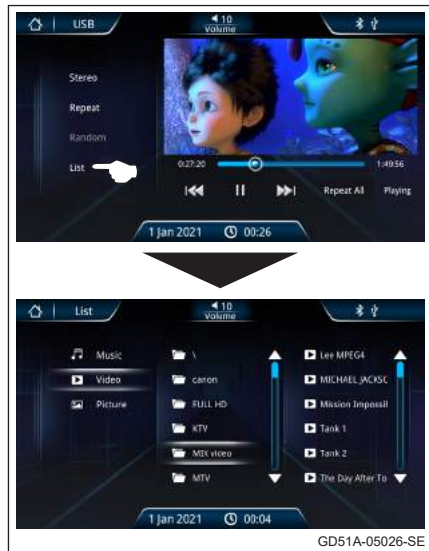 USB
10
Volume
Stereo
Repeat
Random
List
0:27:20
1:49:56
Repeat All
Playing
1 Jan 2021
00:26
List
10
Volume
Music
Video
Picture
\
canon
FULL HD
KTV
MIX video
MTV
Lee MPEG4
MICHAEL JACKSC
Mission Impossil
Tank 1
Tank 2
The Day After To
1 Jan 2021
00:04
GD51A-05026-SE